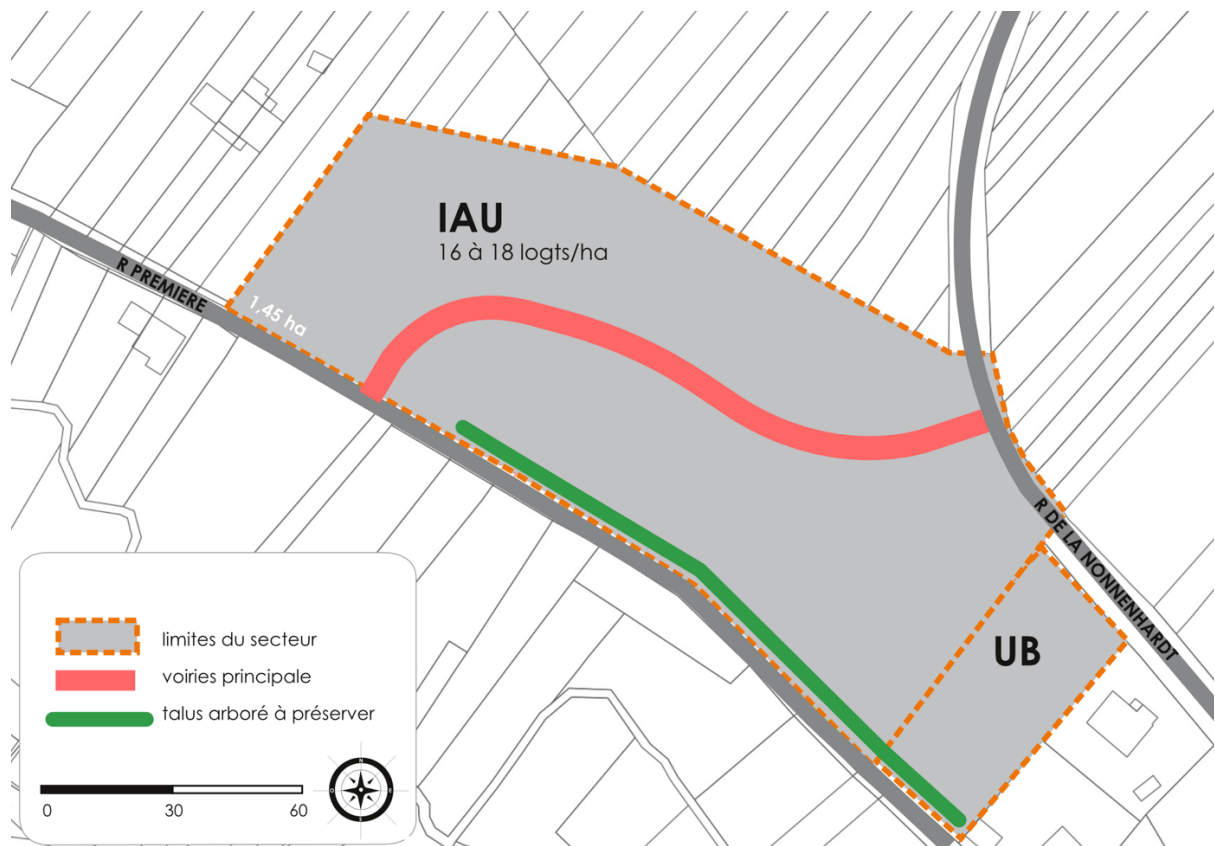 IAU
16 à 18 logts/ha
R PREMIERE
1,45 ha
R DE LA NONNENHARDT
UB
limites du secteur
voiries principale
talus arboré à préserver
0 30 60
N
O E
S